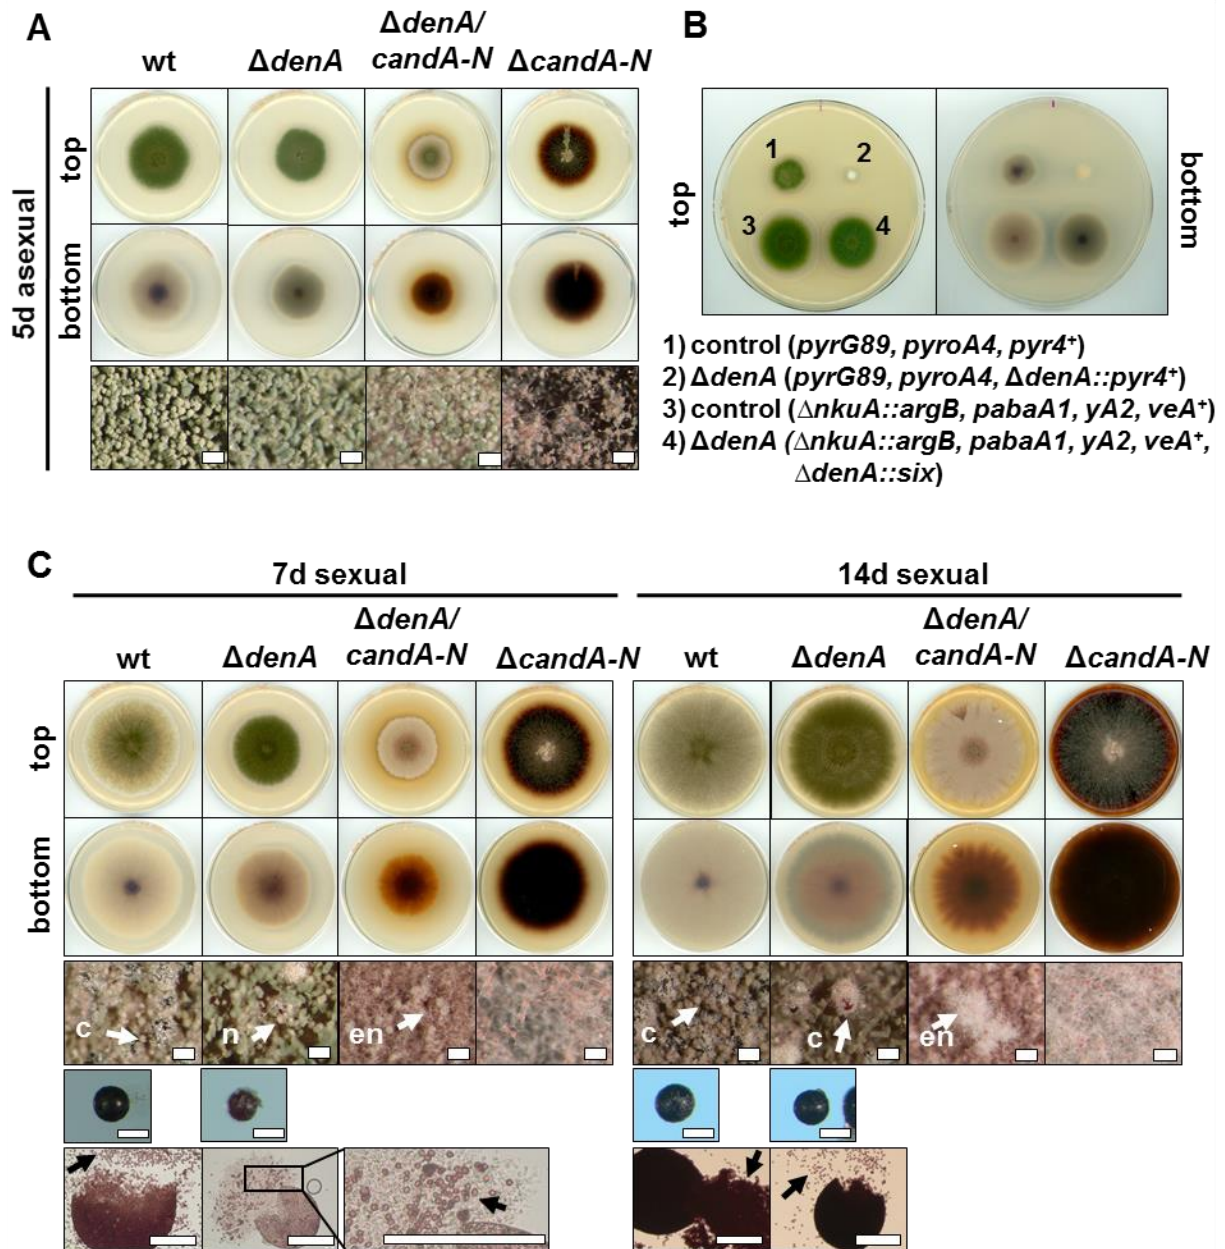 A
wt
ΔdenA
ΔdenA/
candA-N
ΔcandA-N
5d asexual
top
bottom
B
top
bottom
1
2
3
4
1) control (pyrG89, pyroA4, pyr4⁺)
2) ΔdenA (pyrG89, pyroA4, ΔdenA::pyr4⁺)
3) control (ΔnkuA::argB, pabaA1, yA2, veA⁺)
4) ΔdenA (ΔnkuA::argB, pabaA1, yA2, veA⁺,
ΔdenA::six)
C
7d sexual
14d sexual
wt
ΔdenA
ΔdenA/
candA-N
ΔcandA-N
wt
ΔdenA
ΔdenA/
candA-N
ΔcandA-N
top
bottom
c
n
en
c
c
en